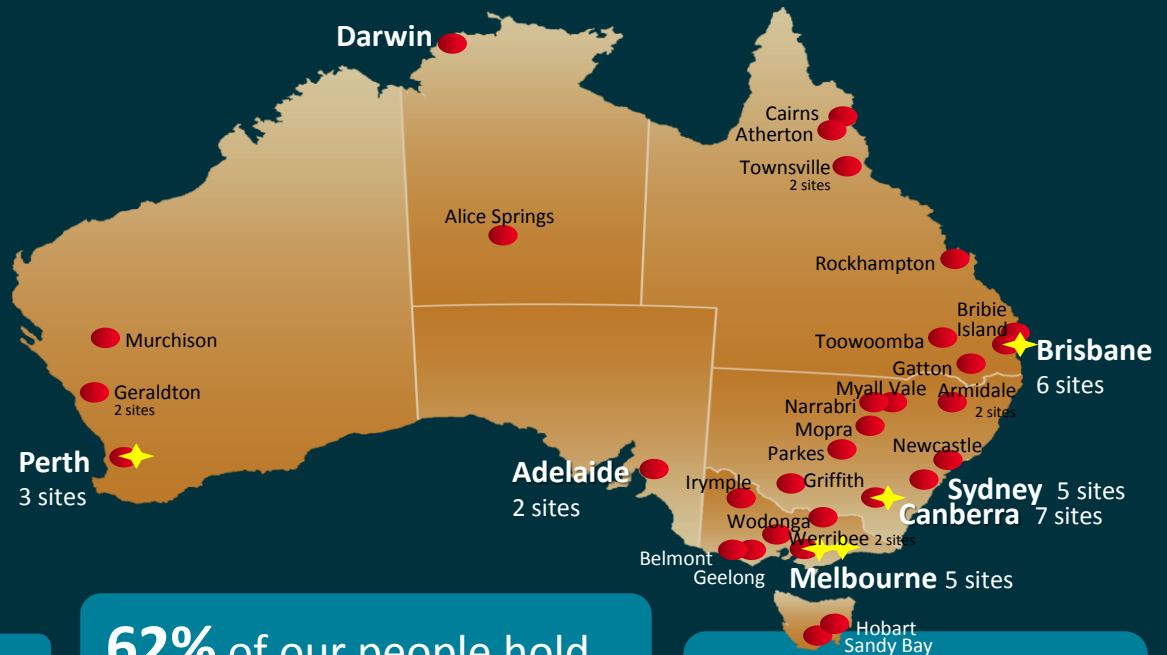 Darwin
Cairns
Atherton
Townsville
2 sites
Alice Springs
Rockhampton
Bribie
Island
Murchison
Toowoomba
Brisbane
6 sites
Gatton
Geraldton
2 sites
Myall Vale
Armidale
2 sites
Narrabri
Mopra
Parkes
Newcastle
Perth
3 sites
Adelaide
2 sites
Irymple
Griffith
Sydney 5 sites
Canberra 7 sites
Wodonga
Werribee 2 sites
Belmont
Geelong
Melbourne 5 sites
62% of our people hold
Hobart
Sandy Bay